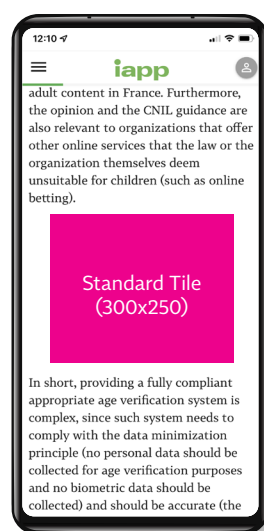 12:10
iapp
adult content in France. Furthermore,
the opinion and the CNIL guidance are
also relevant to organizations that offer
other online services that the law or the
organization themselves deem
unsuitable for children (such as online
betting).
Standard Tile
(300x250)
In short, providing a fully compliant
appropriate age verification system is
complex, since such system needs to
comply with the data minimization
principle (no personal data should be
collected for age verification purposes
and no biometric data should be
collected) and should be accurate (the